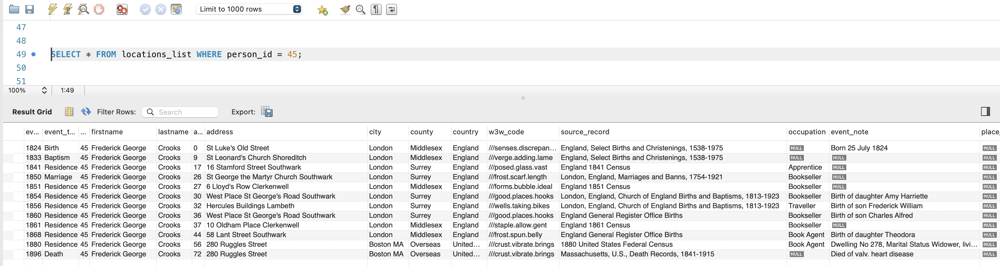 Limit to 1000 rows
47
48
49 SELECT * FROM locations_list WHERE person_id = 45;
50
51
100% 1:49
Result Grid Filter Rows: Search Export:
ev... event_t... ... firstname lastname a... address city county country w3w_code source_record occupation event_note place_
1824 Birth 45 Frederick George Crooks 0 St Luke's Old Street London Middlesex England ///senses.discrepan... England, Select Births and Christenings, 1538-1975 NULL Born 25 July 1824 NULL
1833 Baptism 45 Frederick George Crooks 9 St Leonard's Church Shoreditch London Middlesex England ///verge.adding.lame England, Select Births and Christenings, 1538-1975 NULL NULL NULL
1841 Residence 45 Frederick George Crooks 17 16 Stamford Street Southwark London Surrey England ///posed.glass.vast England 1841 Census Apprentice NULL NULL
1850 Marriage 45 Frederick George Crooks 26 St George the Martyr Church Southwark London Surrey England ///frost.scarf.length London, England, Marriages and Banns, 1754-1921 Bookseller NULL NULL
1851 Residence 45 Frederick George Crooks 27 6 Lloyd's Row Clerkenwell London Middlesex England ///forms.bubble.ideal England 1851 Census Bookseller NULL NULL
1854 Residence 45 Frederick George Crooks 30 West Place St George's Road Southwark London Surrey England ///good.places.hooks London, England, Church of England Births and Baptisms, 1813-1923 Bookseller Birth of daughter Amy Harriette NULL
1856 Residence 45 Frederick George Crooks 32 Hercules Buildings Lambeth London Surrey England ///wells.taking.bikes London, England, Church of England Births and Baptisms, 1813-1923 Traveller Birth of son Frederick William NULL
1860 Residence 45 Frederick George Crooks 36 West Place St George's Road Southwark London Surrey England ///good.places.hooks England General Register Office Births Bookseller Birth of son Charles Alfred NULL
1861 Residence 45 Frederick George Crooks 37 10 Oldham Place Clerkenwell London Middlesex England ///staple.allow.gent England 1861 Census Bookseller NULL NULL
1868 Residence 45 Frederick George Crooks 44 58 Lant Street Southwark London Middlesex England ///frost.spun.belly England General Register Office Births Book Agent Birth of daughter Theodora NULL
1880 Residence 45 Frederick George Crooks 56 280 Ruggles Street Boston MA Overseas United... ///crust.vibrate.brings 1880 United States Federal Census Book Agent Dwelling No 278, Marital Status Widower, livi... NULL
1896 Death 45 Frederick George Crooks 72 280 Ruggles Street Boston MA Overseas United... ///crust.vibrate.brings Massachusetts, U.S., Death Records, 1841-1915 NULL Died of valv. heart disease NULL